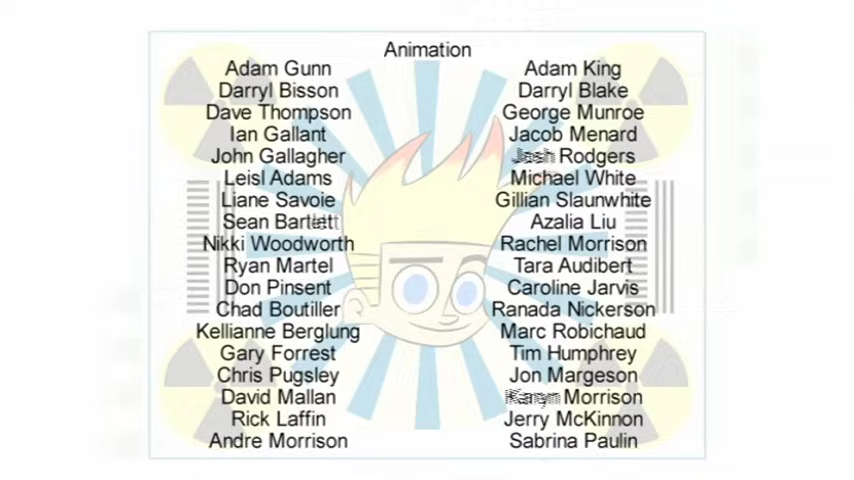 Animation
Adam Gunn
Darryl Bisson
Dave Thompson
Ian Gallant
John Gallagher
Leisl Adams
Liane Savoie
Sean Bartlett
Nikki Woodworth
Ryan Martel
Don Pinsent
Chad Boutiller
Kellianne Berglung
Gary Forrest
Chris Pugsley
David Mallan
Rick Laffin
Andre Morrison
Adam King
Darryl Blake
George Munroe
Jacob Menard
Josh Rodgers
Michael White
Gillian Slaunwhite
Azalia Liu
Rachel Morrison
Tara Audibert
Caroline Jarvis
Ranada Nickerson
Marc Robichaud
Tim Humphrey
Jon Margeson
Karyn Morrison
Jerry McKinnon
Sabrina Paulin